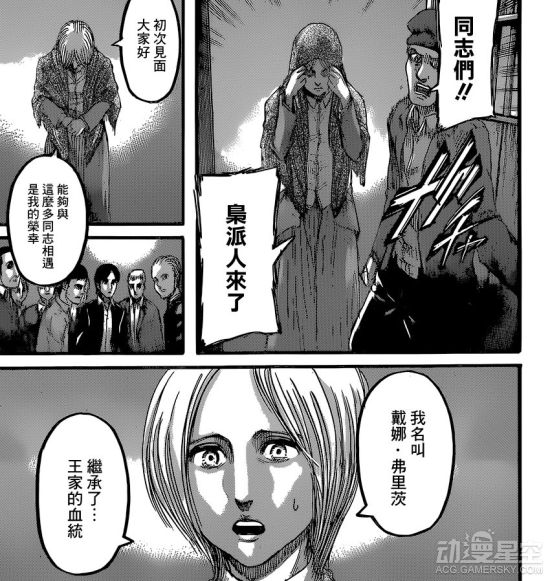 同志們!!
梟派人來了
初次見面
大家好
能夠與
這麼多同志相遇
是我的榮幸
我名叫
戴娜·弗里茨
繼承了…
王家的血統
动漫星空
ACG.GAMERSKY.COM